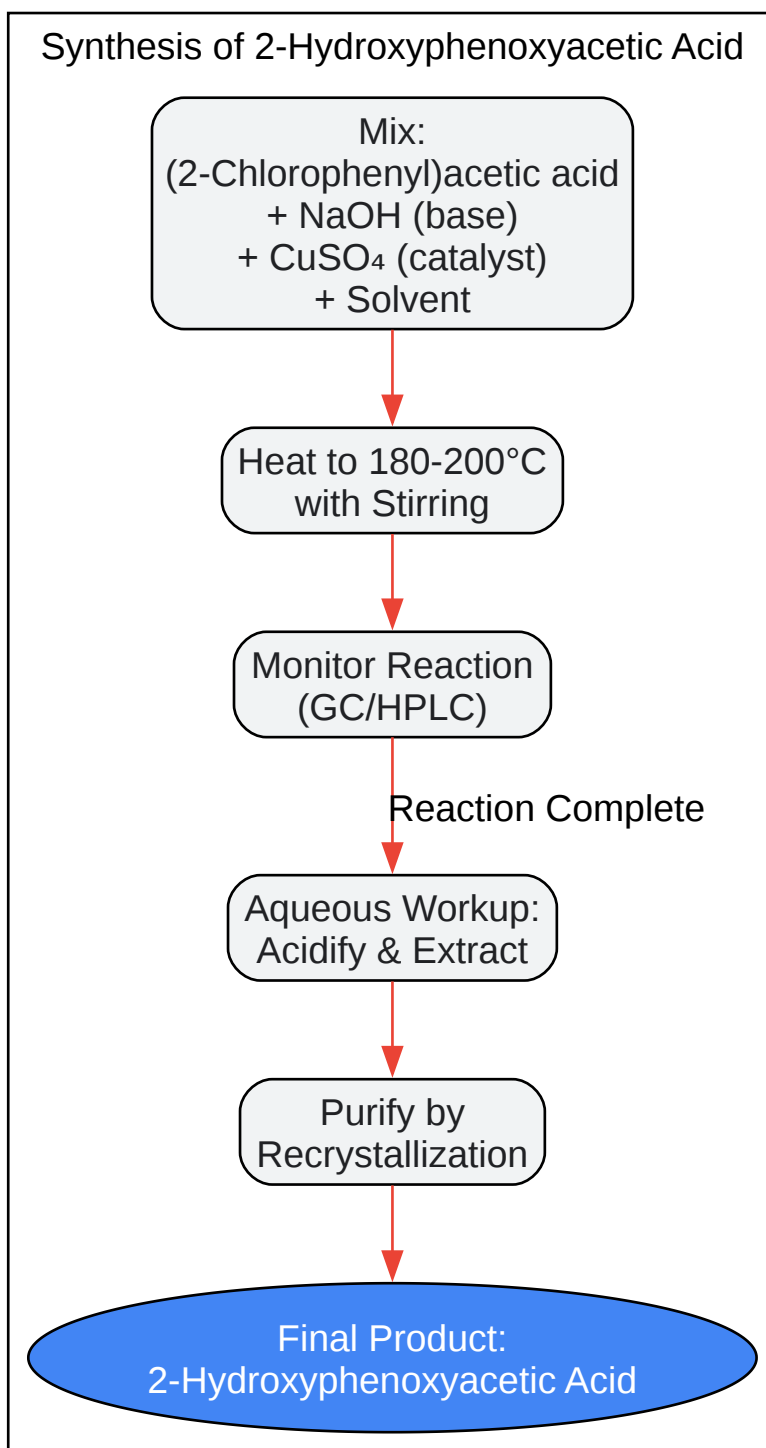 Synthesis of 2-Hydroxyphenoxyacetic Acid
Mix:
(2-Chlorophenyl)acetic acid
+ NaOH (base)
+ CuSO₄ (catalyst)
+ Solvent
Heat to 180-200°C
with Stirring
Monitor Reaction
(GC/HPLC)
Reaction Complete
Aqueous Workup:
Acidify & Extract
Purify by
Recrystallization
Final Product:
2-Hydroxyphenoxyacetic Acid